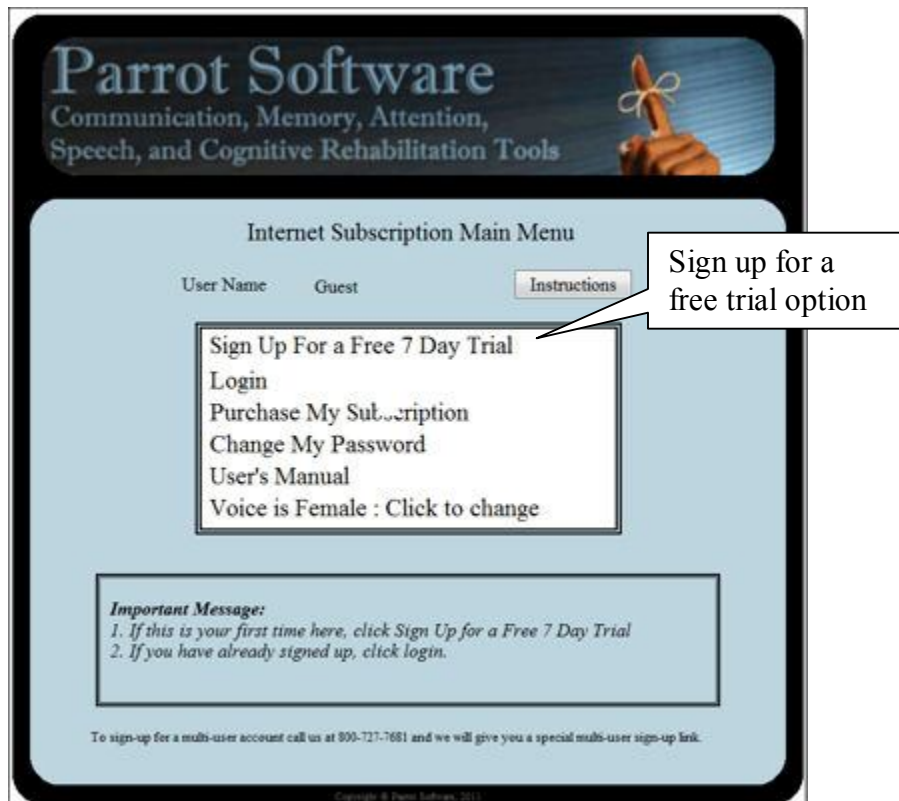 Parrot Software
Communication, Memory, Attention,
Speech, and Cognitive Rehabilitation Tools
Internet Subscription Main Menu
User Name Guest Instructions
Sign up for a
free trial option
Sign Up For a Free 7 Day Trial
Login
Purchase My Subscription
Change My Password
User's Manual
Voice is Female : Click to change
Important Message:
1. If this is your first time here, click Sign Up for a Free 7 Day Trial
2. If you have already signed up, click login.
To sign-up for a multi-user account call us at 800-727-7681 and we will give you a special multi-user sign-up link.
Copyright © Parrot Software, 2011